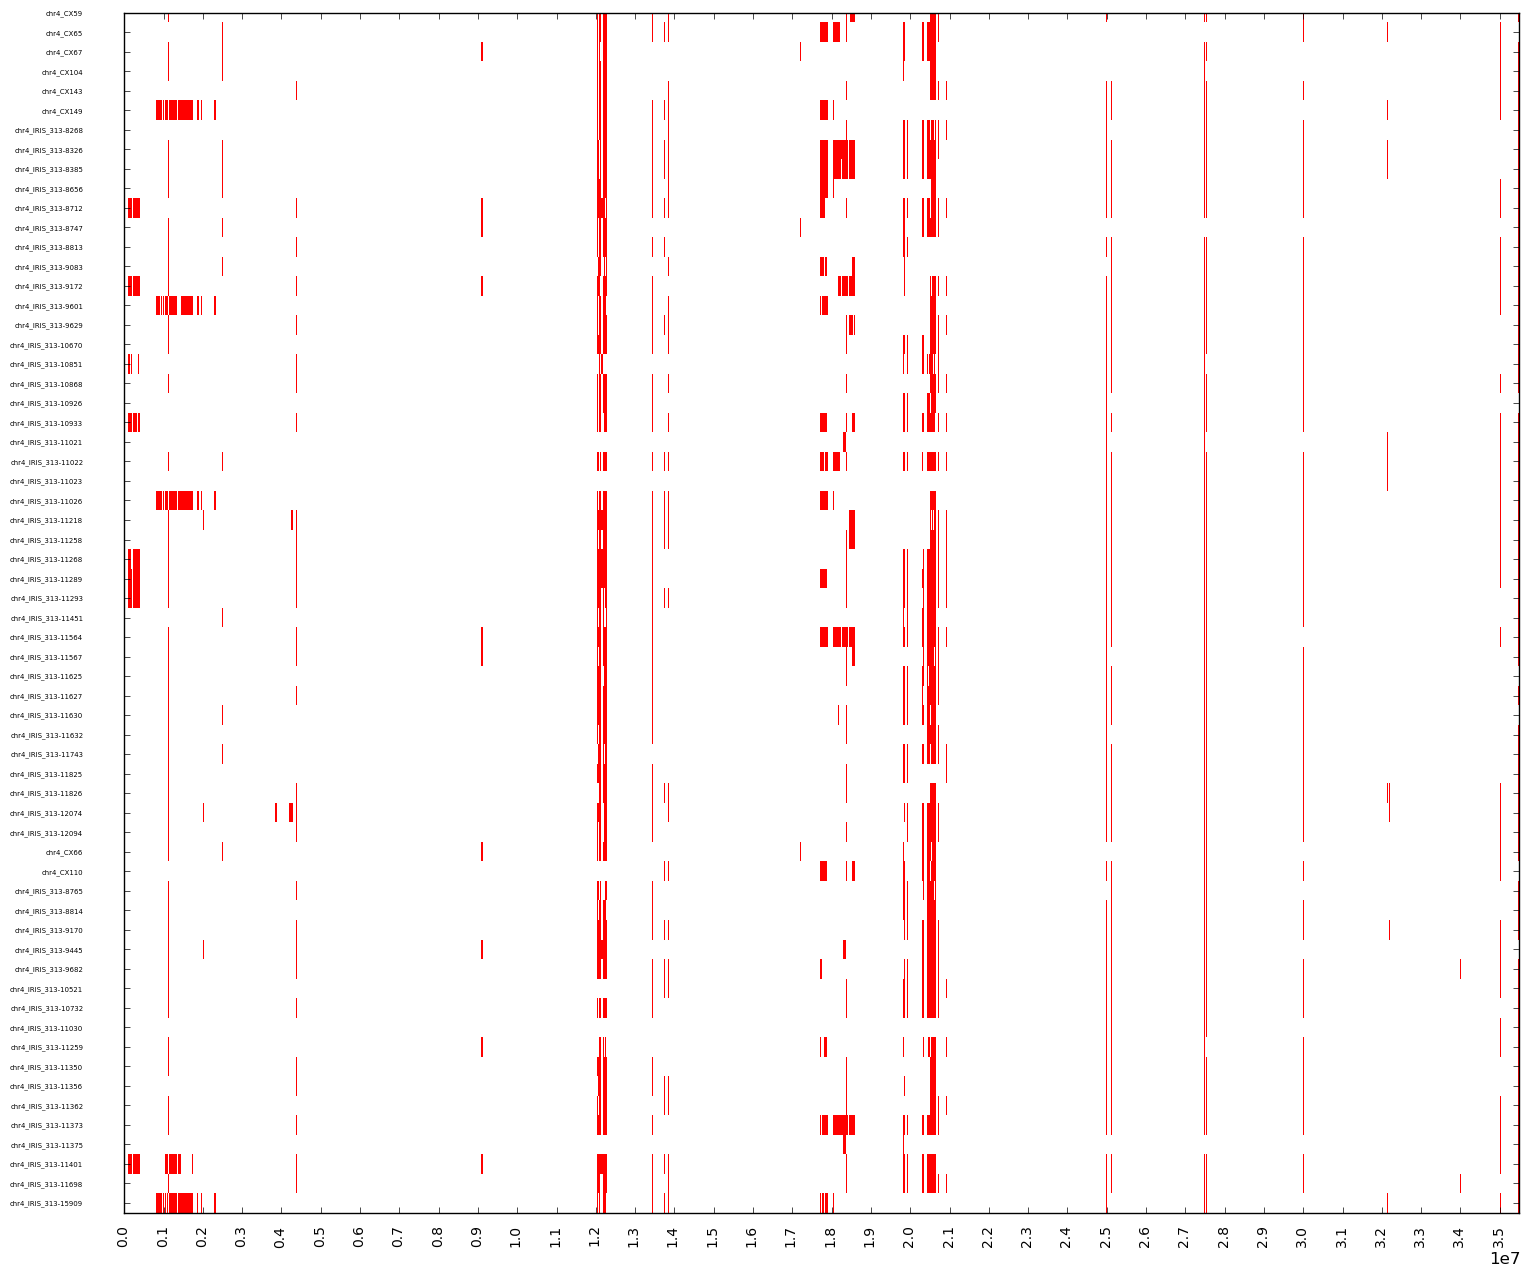 chr4_CX59
chr4_CX65
chr4_CX67
chr4_CX104
chr4_CX143
chr4_CX149
chr4_IRIS_313-8268
chr4_IRIS_313-8326
chr4_IRIS_313-8385
chr4_IRIS_313-8656
chr4_IRIS_313-8712
chr4_IRIS_313-8747
chr4_IRIS_313-8813
chr4_IRIS_313-9083
chr4_IRIS_313-9172
chr4_IRIS_313-9601
chr4_IRIS_313-9629
chr4_IRIS_313-10670
chr4_IRIS_313-10851
chr4_IRIS_313-10868
chr4_IRIS_313-10926
chr4_IRIS_313-10933
chr4_IRIS_313-11021
chr4_IRIS_313-11022
chr4_IRIS_313-11023
chr4_IRIS_313-11026
chr4_IRIS_313-11218
chr4_IRIS_313-11258
chr4_IRIS_313-11268
chr4_IRIS_313-11289
chr4_IRIS_313-11293
chr4_IRIS_313-11451
chr4_IRIS_313-11564
chr4_IRIS_313-11567
chr4_IRIS_313-11625
chr4_IRIS_313-11627
chr4_IRIS_313-11630
chr4_IRIS_313-11632
chr4_IRIS_313-11743
chr4_IRIS_313-11825
chr4_IRIS_313-11826
chr4_IRIS_313-12074
chr4_IRIS_313-12094
chr4_CX66
chr4_CX110
chr4_IRIS_313-8765
chr4_IRIS_313-8814
chr4_IRIS_313-9170
chr4_IRIS_313-9445
chr4_IRIS_313-9682
chr4_IRIS_313-10521
chr4_IRIS_313-10732
chr4_IRIS_313-11030
chr4_IRIS_313-11259
chr4_IRIS_313-11350
chr4_IRIS_313-11356
chr4_IRIS_313-11362
chr4_IRIS_313-11373
chr4_IRIS_313-11375
chr4_IRIS_313-11401
chr4_IRIS_313-11698
chr4_IRIS_313-15909
0.0 0.1 0.2 0.3 0.4 0.5 0.6 0.7 0.8 0.9 1.0 1.1 1.2 1.3 1.4 1.5 1.6 1.7 1.8 1.9 2.0 2.1 2.2 2.3 2.4 2.5 2.6 2.7 2.8 2.9 3.0 3.1 3.2 3.3 3.4 3.5
1e7